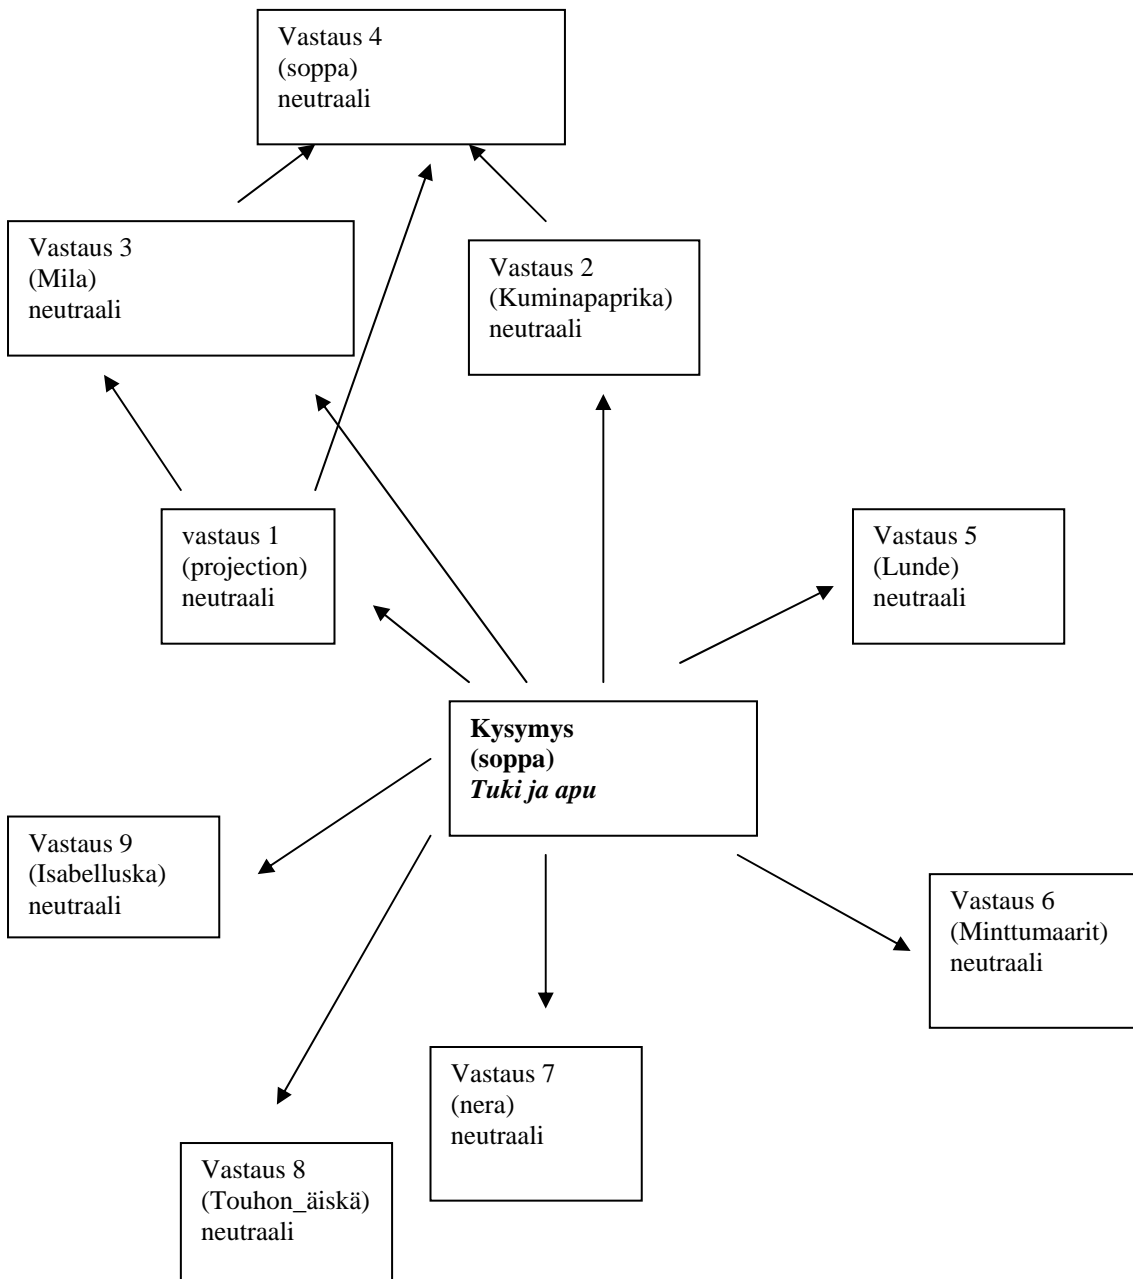 Vastaus 4
(soppa)
neutraali
Vastaus 3
(Mila)
neutraali
Vastaus 2
(Kuminapaprika)
neutraali
vastaus 1
(projection)
neutraali
Vastaus 5
(Lunde)
neutraali
Kysymys
(soppa)
Tuki ja apu
Vastaus 9
(Isabelluska)
neutraali
Vastaus 6
(Minttumaarit)
neutraali
Vastaus 7
(nera)
neutraali
Vastaus 8
(Touhon_äiskä)
neutraali